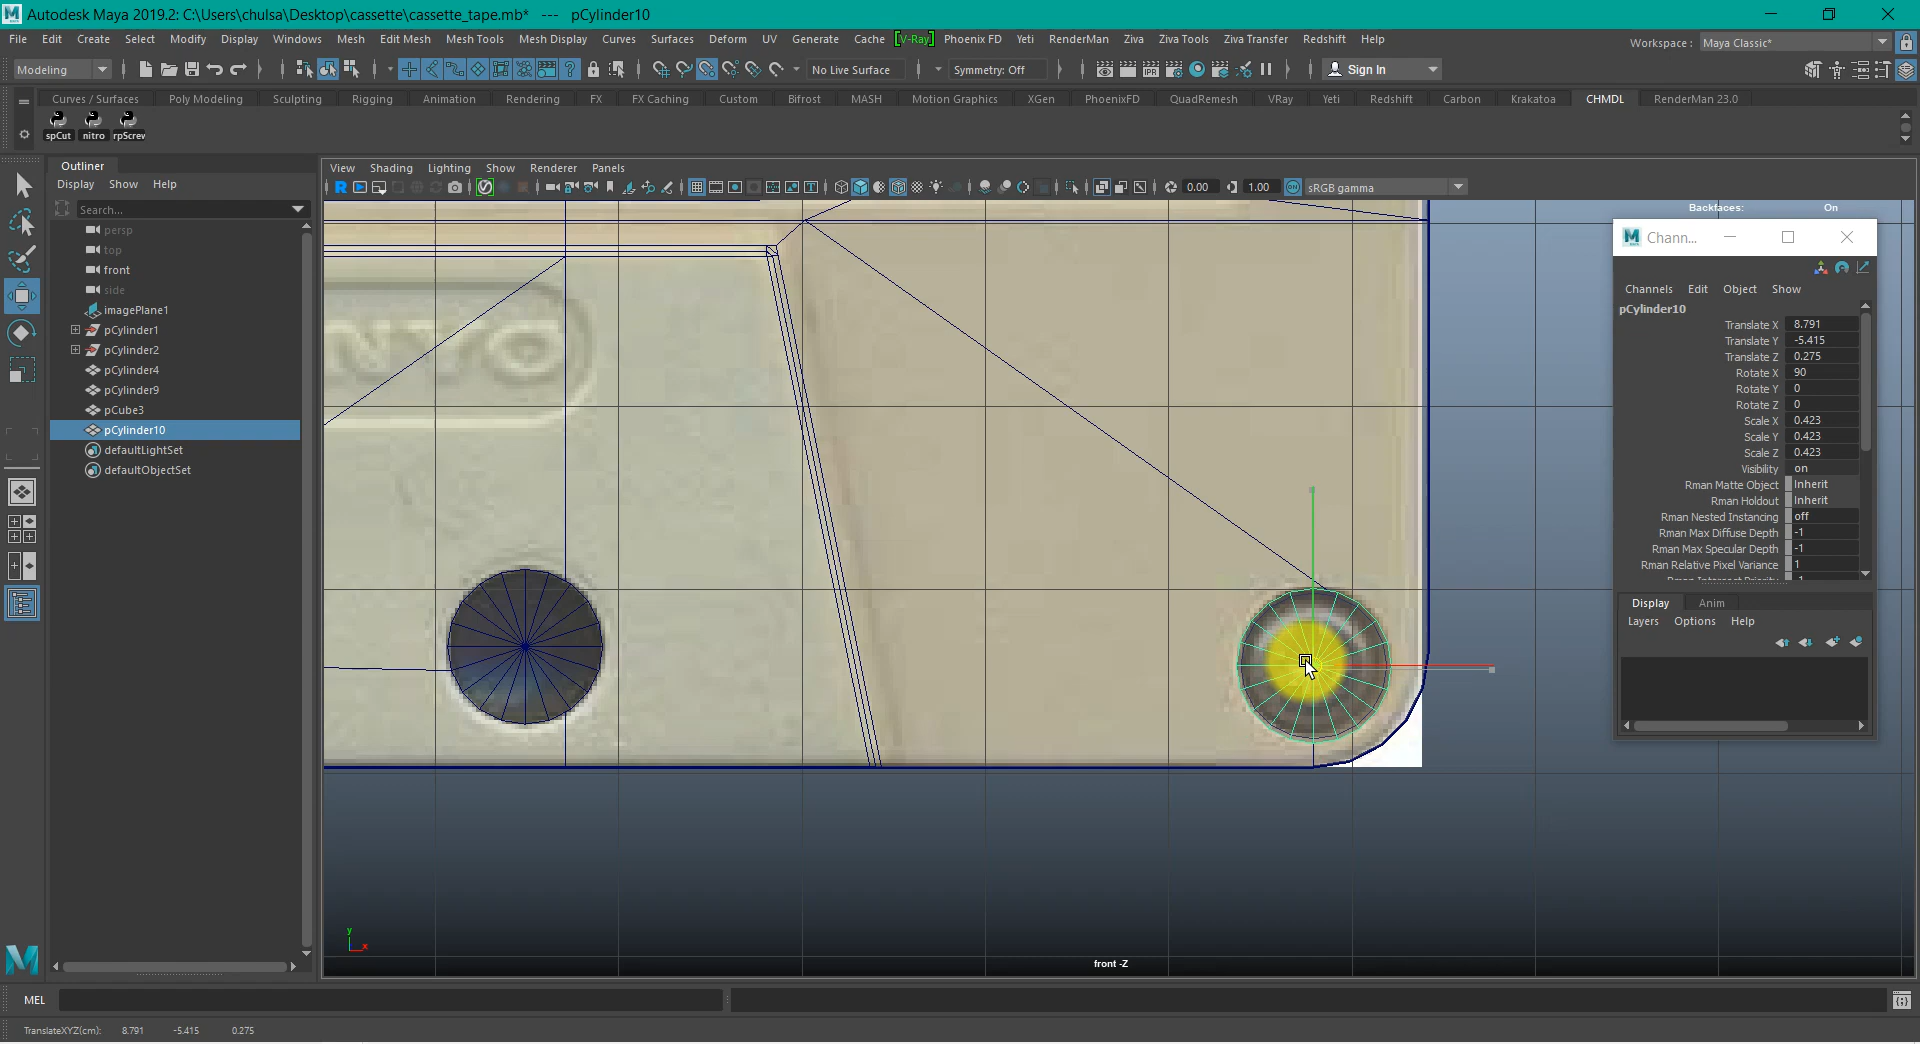 Autodesk Maya 2019.2: C:\Users\chulsa\Desktop\cassette\cassette_tape.mb* --- pCylinder10
File Edit Create Select Modify Display Windows Mesh Edit Mesh Mesh Tools Mesh Display Curves Surfaces Deform UV Generate Cache [V-Ray] Phoenix FD Yeti RenderMan Ziva Ziva Tools Ziva Transfer Redshift Help
Workspace : Maya Classic*
Modeling No Live Surface Symmetry: Off Sign In
Curves / Surfaces Poly Modeling Sculpting Rigging Animation Rendering FX FX Caching Custom Bifrost MASH Motion Graphics XGen PhoenixFD QuadRemesh VRay Yeti Redshift Carbon Krakatoa CHMDL RenderMan 23.0
spCut nitro rpScrew
Outliner
Display Show Help
Search...
persp
top
front
side
imagePlane1
pCylinder1
pCylinder2
pCylinder4
pCylinder9
pCube3
pCylinder10
defaultLightSet
defaultObjectSet
View Shading Lighting Show Renderer Panels
0.00 1.00 sRGB gamma
Backfaces: On
Chann...
Channels Edit Object Show
pCylinder10
Translate X 8.791
Translate Y -5.415
Translate Z 0.275
Rotate X 90
Rotate Y 0
Rotate Z 0
Scale X 0.423
Scale Y 0.423
Scale Z 0.423
Visibility on
Rman Matte Object Inherit
Rman Holdout Inherit
Rman Nested Instancing off
Rman Max Diffuse Depth -1
Rman Max Specular Depth -1
Rman Relative Pixel Variance 1
Display Anim
Layers Options Help
y
x
front -Z
MEL
TranslateXYZ(cm): 8.791 -5.415 0.275